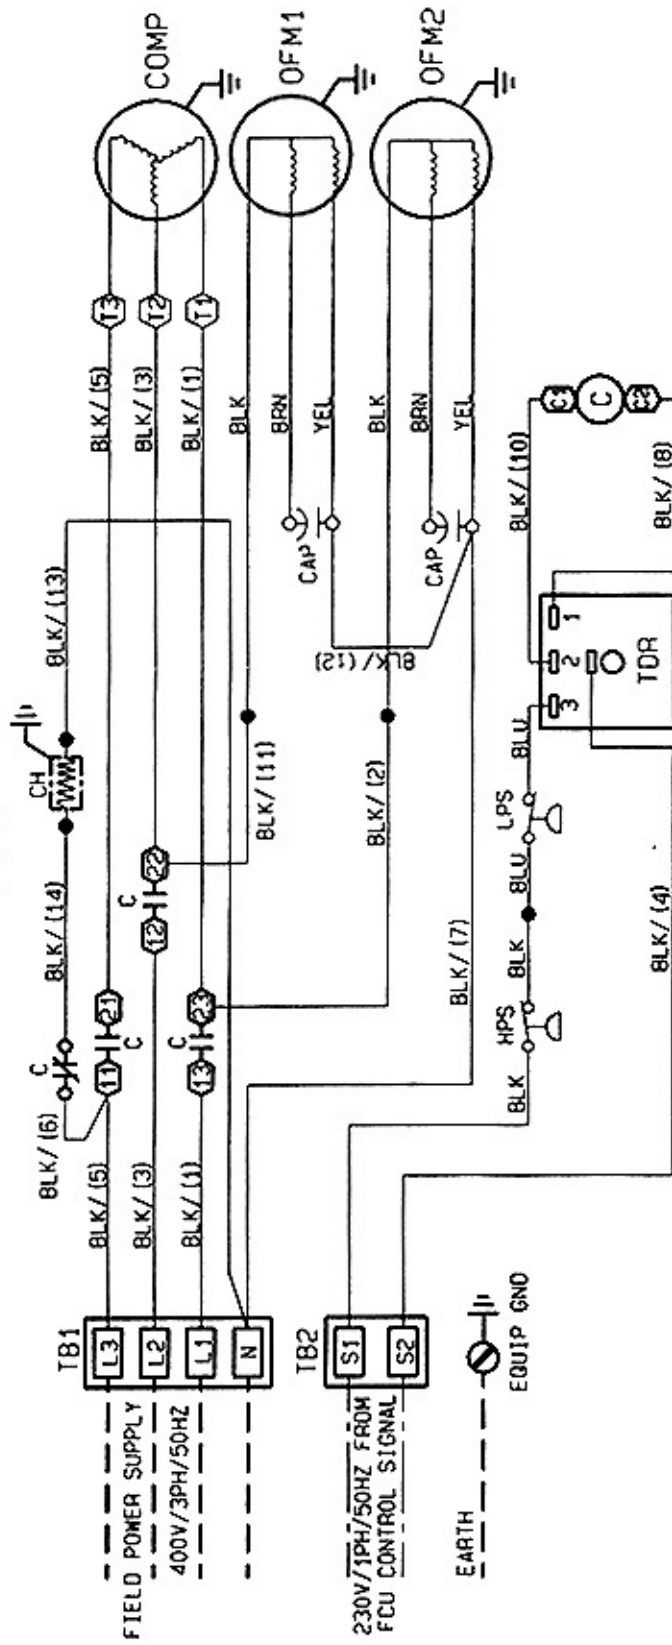 FIELD POWER SUPPLY
400V/3PH/50HZ
TB1
L3
L2
L1
N
BLK/(6)
C
BLK/(14)
CH
BLK/(13)
BLK/(5)
11
C
21
BLK/(5)
T3
COMP
BLK/(3)
12
C
22
BLK/(3)
T2
BLK/(1)
13
C
23
BLK/(1)
T1
BLK/(11)
BLK
OFM1
BRN
CAP
YEL
BLK/(12)
BLK/(2)
BLK
OFM2
BRN
CAP
YEL
BLK/(7)
230V/1PH/50HZ FROM
FCU CONTROL SIGNAL
TB2
S1
S2
BLK
HPS
BLK
BLU
LPS
BLU
3
2
1
TDR
BLK/(10)
C1
C
BLK/(4)
BLK/(8)
EARTH
EQUIP GND